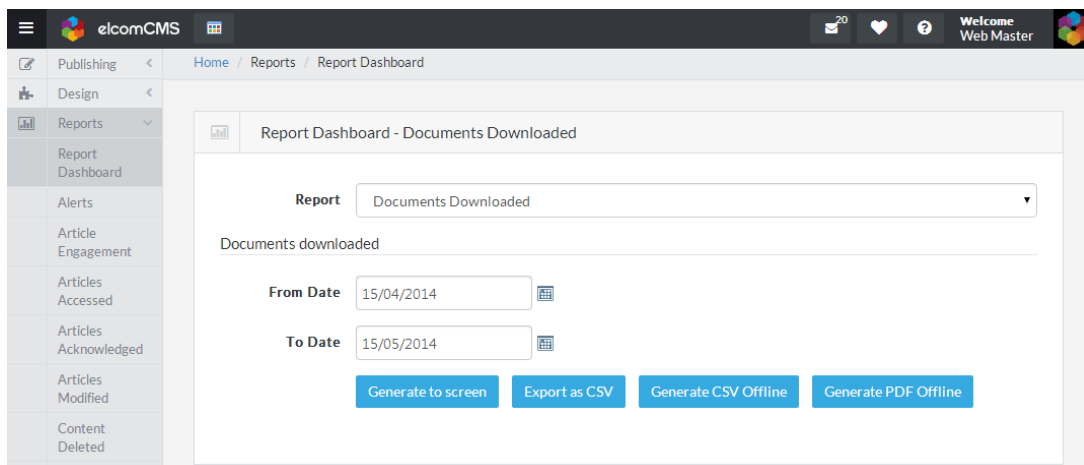 elcomCMS
20
Welcome
Web Master
Publishing
Design
Reports
Report
Dashboard
Alerts
Article
Engagement
Articles
Accessed
Articles
Acknowledged
Articles
Modified
Content
Deleted
Home / Reports / Report Dashboard
Report Dashboard - Documents Downloaded
Report Documents Downloaded
Documents downloaded
From Date 15/04/2014
To Date 15/05/2014
Generate to screen Export as CSV Generate CSV Offline Generate PDF Offline